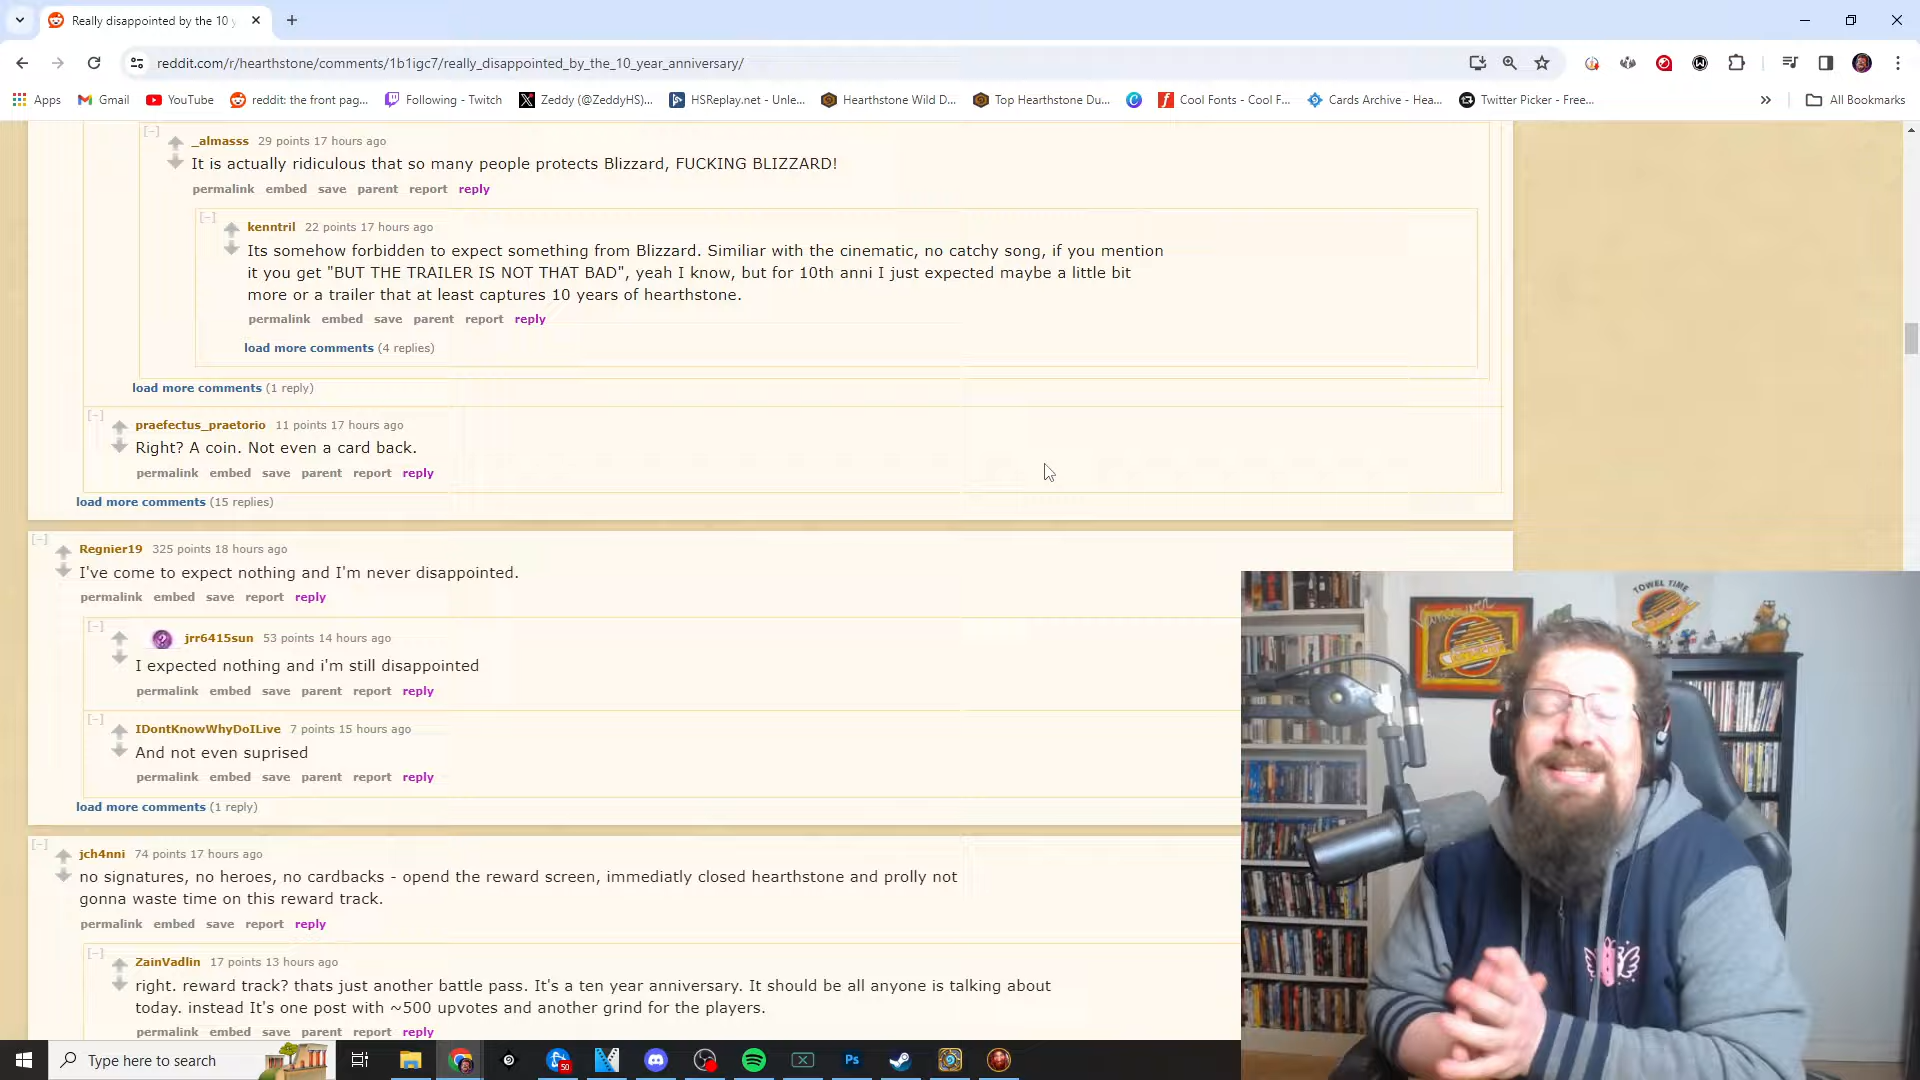 Really disappointed by the 10 y
reddit.com/r/hearthstone/comments/1b1igc7/really_disappointed_by_the_10_year_anniversary/
Apps
Gmail
YouTube
reddit: the front pag...
Following - Twitch
Zeddy (@ZeddyHS)...
HSReplay.net - Unle...
Hearthstone Wild D...
Top Hearthstone Du...
Cool Fonts - Cool F...
Cards Archive - Hea...
Twitter Picker - Free...
»
All Bookmarks
[-]
_almasss 29 points 17 hours ago
It is actually ridiculous that so many people protects Blizzard, FUCKING BLIZZARD!
permalink embed save parent report reply
[-]
kenntril 22 points 17 hours ago
Its somehow forbidden to expect something from Blizzard. Similiar with the cinematic, no catchy song, if you mention
it you get "BUT THE TRAILER IS NOT THAT BAD", yeah I know, but for 10th anni I just expected maybe a little bit
more or a trailer that at least captures 10 years of hearthstone.
permalink embed save parent report reply
load more comments (4 replies)
load more comments (1 reply)
[-]
praefectus_praetorio 11 points 17 hours ago
Right? A coin. Not even a card back.
permalink embed save parent report reply
load more comments (15 replies)
[-]
Regnier19 325 points 18 hours ago
I've come to expect nothing and I'm never disappointed.
permalink embed save report reply
[-]
jrr6415sun 53 points 14 hours ago
I expected nothing and i'm still disappointed
permalink embed save parent report reply
[-]
IDontKnowWhyDoILive 7 points 15 hours ago
And not even suprised
permalink embed save parent report reply
load more comments (1 reply)
[-]
jch4nni 74 points 17 hours ago
no signatures, no heroes, no cardbacks - opend the reward screen, immediatly closed hearthstone and prolly not
gonna waste time on this reward track.
permalink embed save report reply
[-]
ZainVadlin 17 points 13 hours ago
right. reward track? thats just another battle pass. It's a ten year anniversary. It should be all anyone is talking about
today. instead It's one post with ~500 upvotes and another grind for the players.
permalink embed save parent report reply
TOWEL TIME
Vancouver
Type here to search
50
Ps